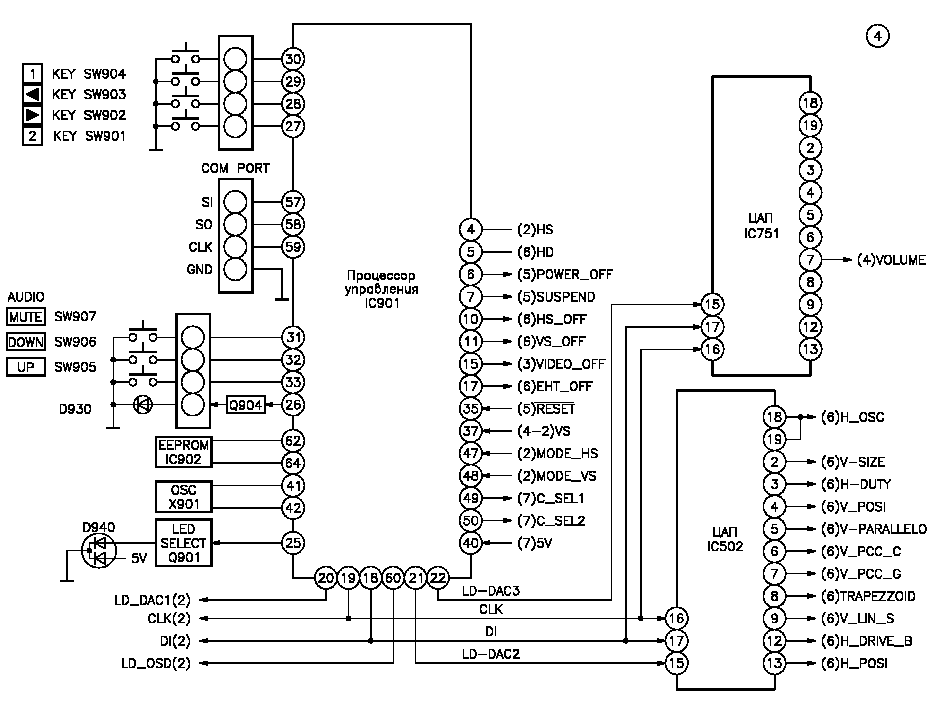 4
1 KEY SW904
KEY SW903
KEY SW902
2 KEY SW901
30
29
28
27
COM PORT
SI 57
SO 58
CLK 59
GND
Процессор
управления
IC901
AUDIO
MUTE SW907
DOWN SW906
UP SW905
D930
Q904
31
32
33
26
EEPROM
IC902
62
64
OSC
X901
41
42
D940
5V
LED
SELECT
Q901
25
4 (2)HS
5 (6)HD
6 (5)POWER_OFF
7 (5)SUSPEND
10 (6)HS_OFF
11 (6)VS_OFF
15 (3)VIDEO_OFF
17 (6)EHT_OFF
35 (5)RESET
37 (4-2)VS
47 (2)MODE_HS
48 (2)MODE_VS
49 (7)C_SEL1
50 (7)C_SEL2
40 (7)5V
20 19 18 60 21 22
LD_DAC1(2)
CLK(2)
DI(2)
LD_OSD(2)
LD-DAC3
CLK
DI
LD-DAC2
ЦАП
IC751
15
17
16
18
19
2
3
4
5
6
7 (4)VOLUME
8
9
12
13
ЦАП
IC502
16
17
15
18 (6)H_OSC
19
2 (6)V-SIZE
3 (6)H-DUTY
4 (6)V_POSI
5 (6)V-PARALLELO
6 (6)V_PCC_C
7 (6)V_PCC_G
8 (6)TRAPEZZOID
9 (6)V_LIN_S
12 (6)H_DRIVE_B
13 (6)H_POSI